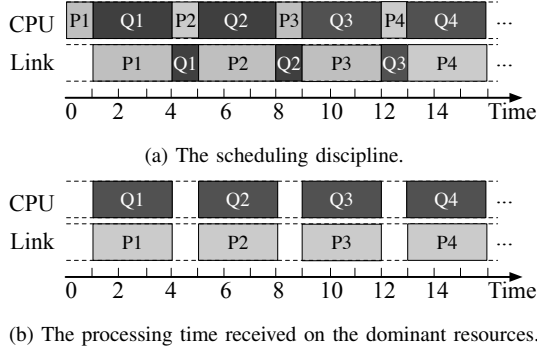 CPU P1 Q1 P2 Q2 P3 Q3 P4 Q4 ...
Link P1 Q1 P2 Q2 P3 Q3 P4 ...
0 2 4 6 8 10 12 14 Time
(a) The scheduling discipline.
CPU Q1 Q2 Q3 Q4 ...
Link P1 P2 P3 P4 ...
0 2 4 6 8 10 12 14 Time
(b) The processing time received on the dominant resources.